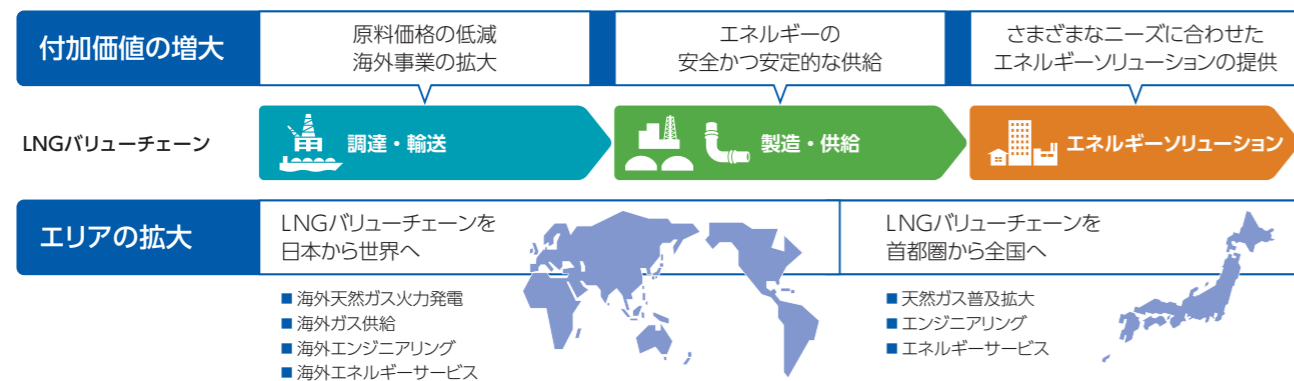 付加価値の増大
原料価格の低減
海外事業の拡大
エネルギーの
安全かつ安定的な供給
さまざまなニーズに合わせた
エネルギーソリューションの提供
LNGバリューチェーン
調達・輸送
製造・供給
エネルギーソリューション
エリアの拡大
LNGバリューチェーンを
日本から世界へ
■ 海外天然ガス火力発電
■ 海外ガス供給
■ 海外エンジニアリング
■ 海外エネルギーサービス
LNGバリューチェーンを
首都圏から全国へ
■ 天然ガス普及拡大
■ エンジニアリング
■ エネルギーサービス